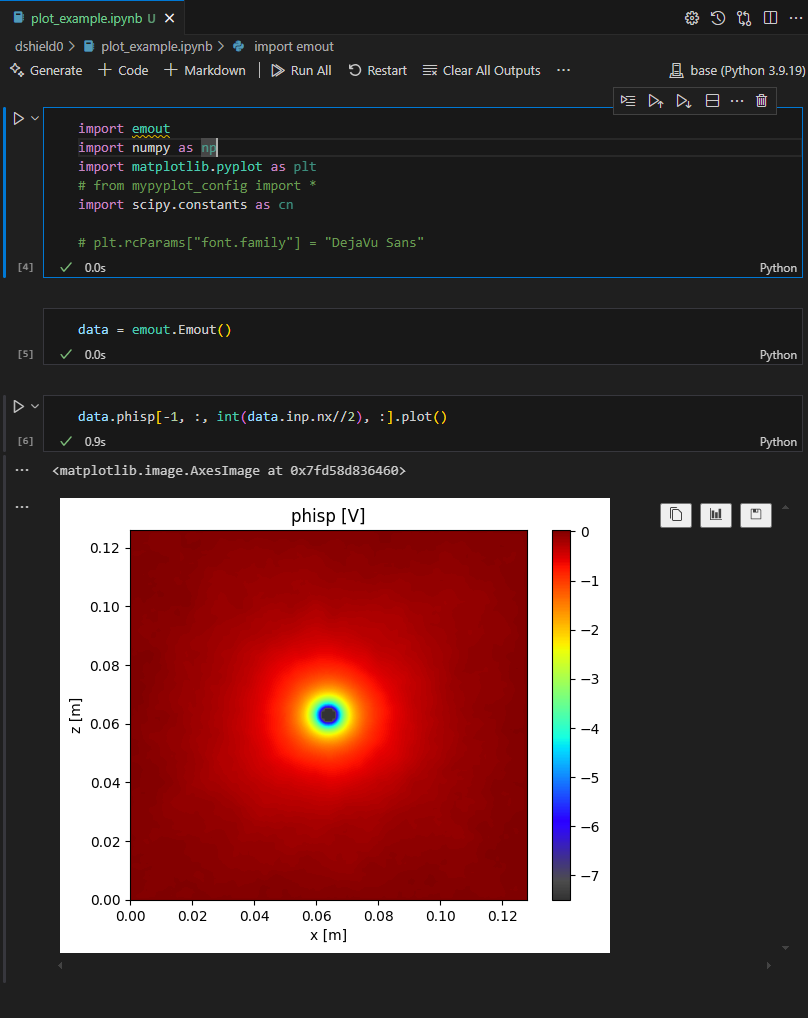 plot_example.ipynb U
dshield0 > plot_example.ipynb > import emout
Generate + Code + Markdown | Run All Restart Clear All Outputs ... base (Python 3.9.19)
import emout
import numpy as np
import matplotlib.pyplot as plt
# from mypyplot_config import *
import scipy.constants as cn
# plt.rcParams["font.family"] = "DejaVu Sans"
[4] 0.0s Python
data = emout.Emout()
[5] 0.0s Python
data.phisp[-1, :, int(data.inp.nx//2), :].plot()
[6] 0.9s Python
<matplotlib.image.AxesImage at 0x7fd58d836460>
phisp [V]
0.12
0.10
0.08
0.06
0.04
0.02
0.00
z [m]
0.00 0.02 0.04 0.06 0.08 0.10 0.12
x [m]
0
−1
−2
−3
−4
−5
−6
−7